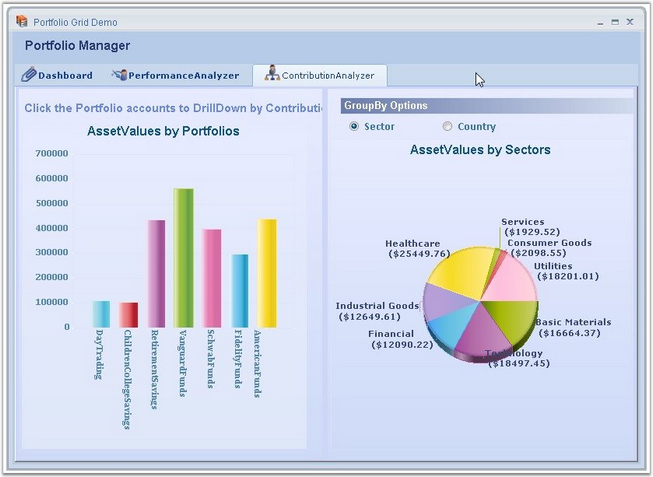 Portfolio Grid Demo
Portfolio Manager
Dashboard
PerformanceAnalyzer
ContributionAnalyzer
Click the Portfolio accounts to DrillDown by Contributi
AssetValues by Portfolios
700000
600000
500000
400000
300000
200000
100000
0
DayTrading
ChildrenCollegeSavings
RetirementSavings
VanguardFunds
SchwabFunds
FidelityFunds
AmericanFunds
GroupBy Options
Sector
Country
AssetValues by Sectors
Services
($1929.52)
Consumer Goods
($2098.55)
Healthcare
($25449.76)
Utilities
($18201.01)
Industrial Goods
($12649.61)
Basic Materials
($16664.37)
Financial
($12090.22)
Technology
($18497.45)